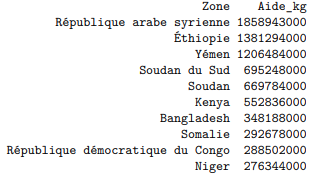 Zone Aide_kg
République arabe syrienne 1858943000
Éthiopie 1381294000
Yémen 1206484000
Soudan du Sud 695248000
Soudan 669784000
Kenya 552836000
Bangladesh 348188000
Somalie 292678000
République démocratique du Congo 288502000
Niger 276344000